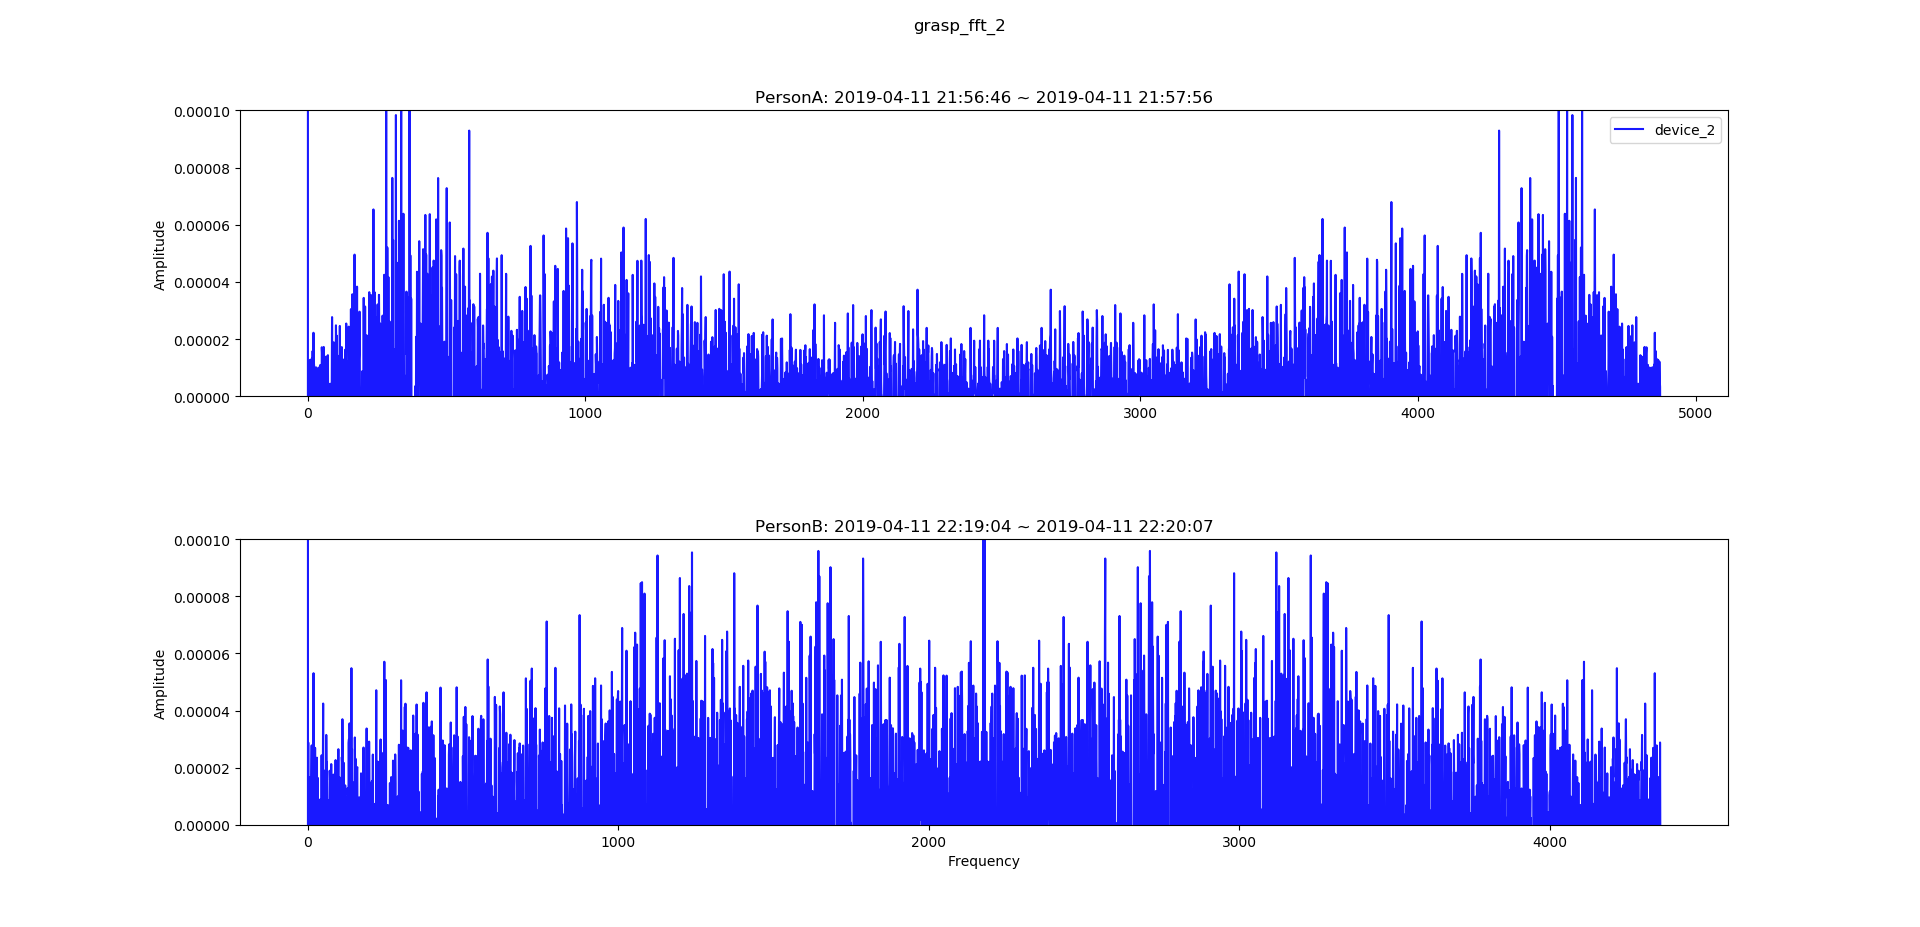 grasp_fft_2
PersonA: 2019-04-11 21:56:46 ~ 2019-04-11 21:57:56
0.00010
0.00008
0.00006
0.00004
0.00002
0.00000
Amplitude
device_2
0 1000 2000 3000 4000 5000
PersonB: 2019-04-11 22:19:04 ~ 2019-04-11 22:20:07
0.00010
0.00008
0.00006
0.00004
0.00002
0.00000
Amplitude
0 1000 2000 3000 4000
Frequency